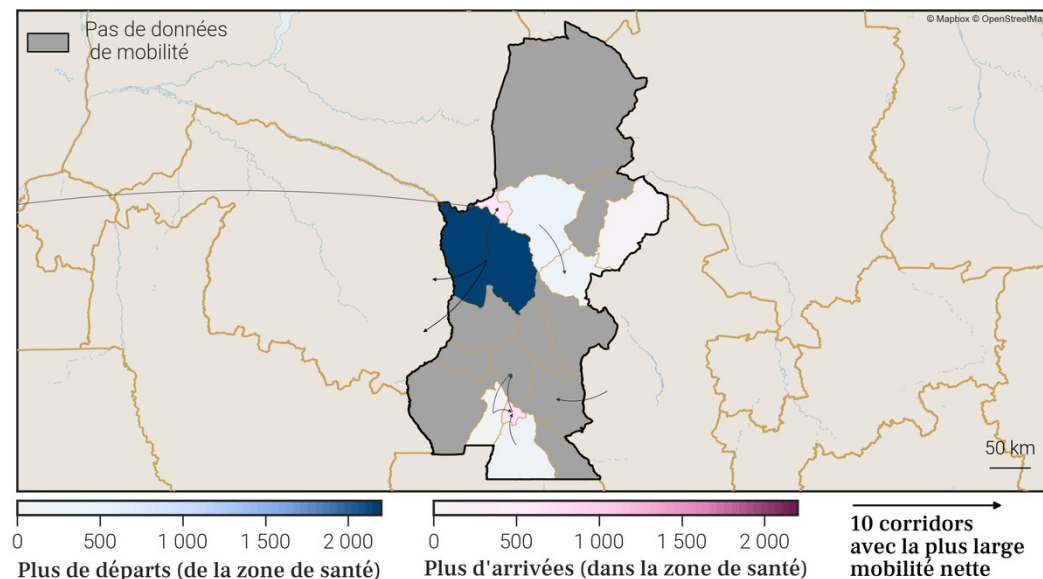 © Mapbox © OpenStreetMap
Pas de données
de mobilité
50 km
0 500 1 000 1 500 2 000
Plus de départs (de la zone de santé)
0 500 1 000 1 500 2 000
Plus d'arrivées (dans la zone de santé)
10 corridors
avec la plus large
mobilité nette